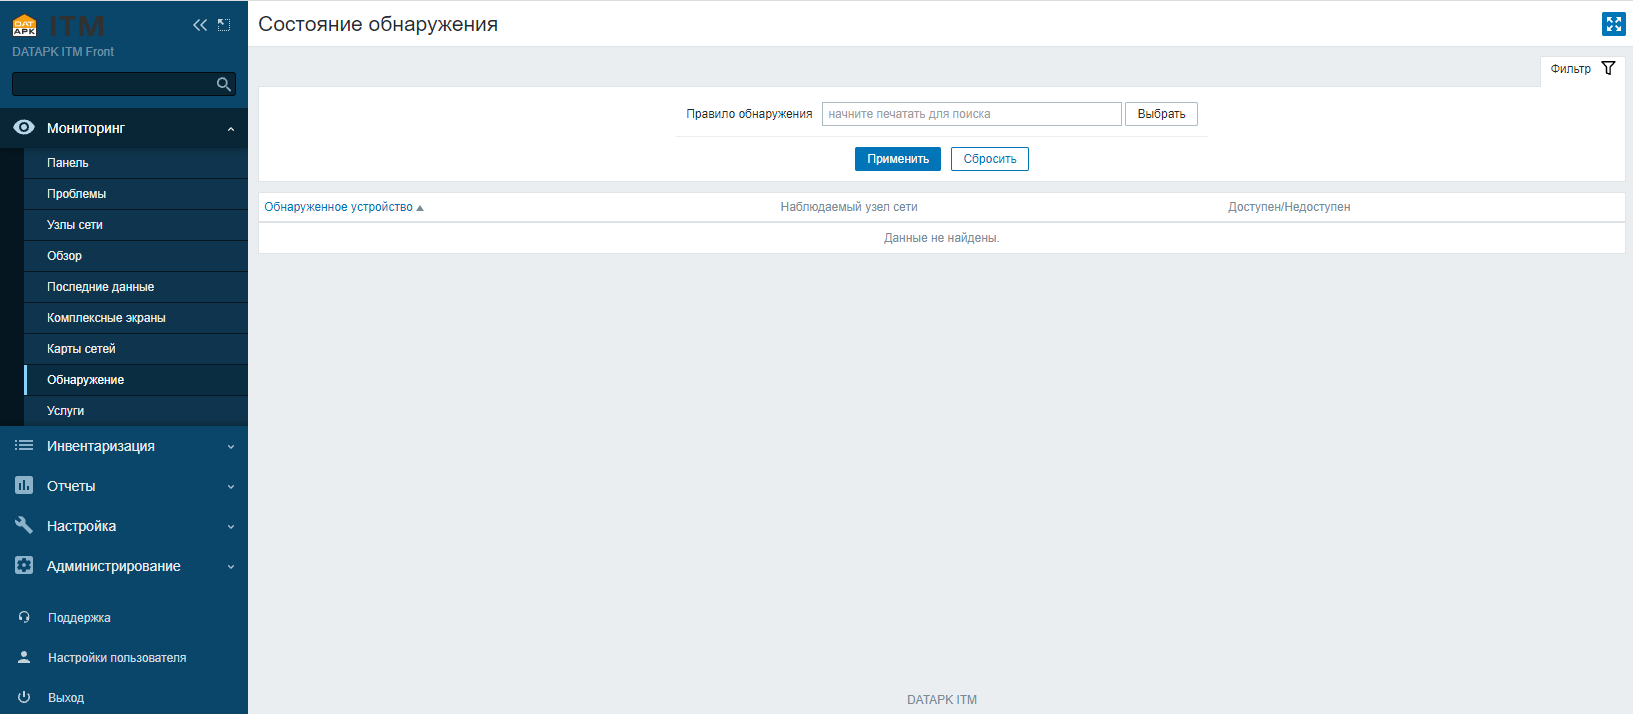 DAT
APK
ITM
DATAPK ITM Front
Мониторинг
Панель
Проблемы
Узлы сети
Обзор
Последние данные
Комплексные экраны
Карты сетей
Обнаружение
Услуги
Инвентаризация
Отчеты
Настройка
Администрирование
Поддержка
Настройки пользователя
Выход
Состояние обнаружения
Фильтр
Правило обнаружения начните печатать для поиска Выбрать
Применить Сбросить
Обнаруженное устройство Наблюдаемый узел сети Доступен/Недоступен
Данные не найдены.
DATAPK ITM